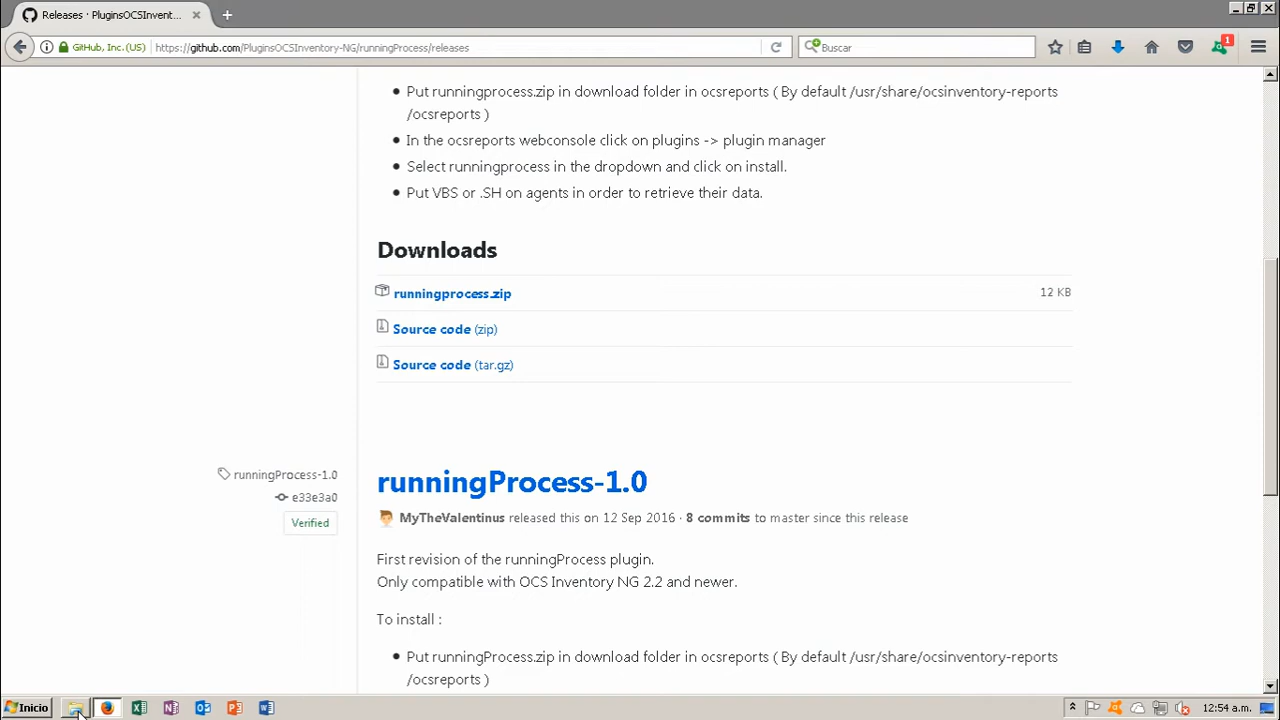 Releases · PluginsOCSInvent...
GitHub, Inc. (US)
https://github.com/PluginsOCSInventory-NG/runningProcess/releases
Buscar
1
Put runningprocess.zip in download folder in ocsreports ( By default /usr/share/ocsinventory-reports
/ocsreports )
In the ocsreports webconsole click on plugins -> plugin manager
Select runningprocess in the dropdown and click on install.
Put VBS or .SH on agents in order to retrieve their data.
Downloads
runningprocess.zip 12 KB
Source code (zip)
Source code (tar.gz)
runningProcess-1.0
e33e3a0
Verified
runningProcess-1.0
MyTheValentinus released this on 12 Sep 2016 · 8 commits to master since this release
First revision of the runningProcess plugin.
Only compatible with OCS Inventory NG 2.2 and newer.
To install :
Put runningProcess.zip in download folder in ocsreports ( By default /usr/share/ocsinventory-reports
/ocsreports )
Inicio
12:54 a.m.